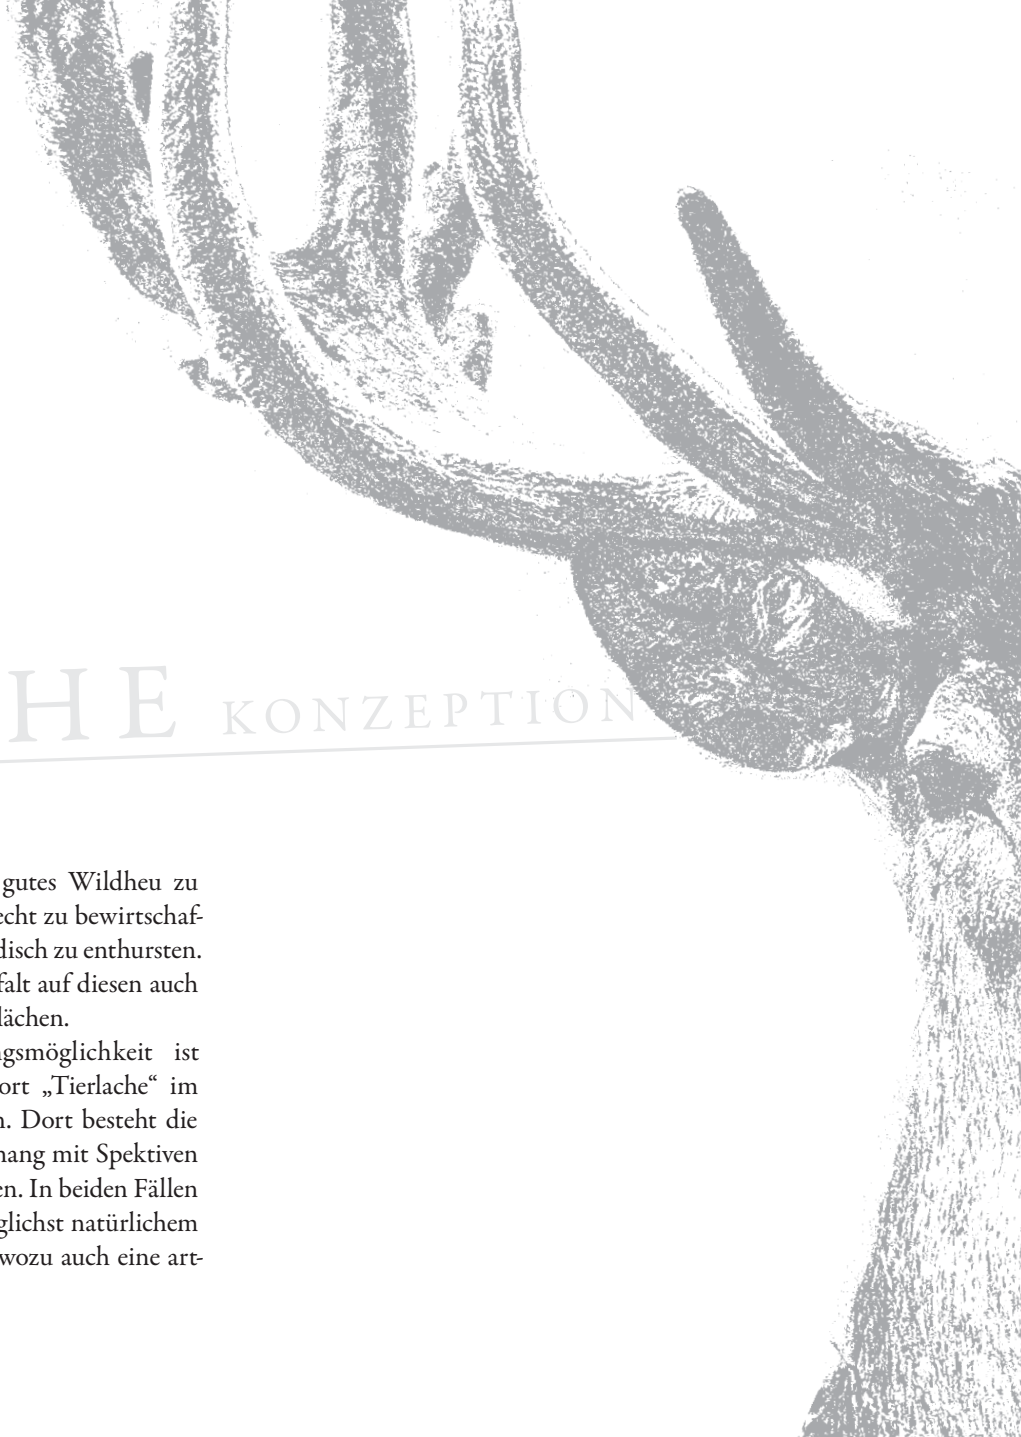 HE KONZEPTION
gutes Wildheu zu
echt zu bewirtschaf-
disch zu enthursten.
falt auf diesen auch
lächen.
gsmöglichkeit ist
ort „Tierlache“ im
n. Dort besteht die
hang mit Spektiven
en. In beiden Fällen
glichst natürlichem
wozu auch eine art-